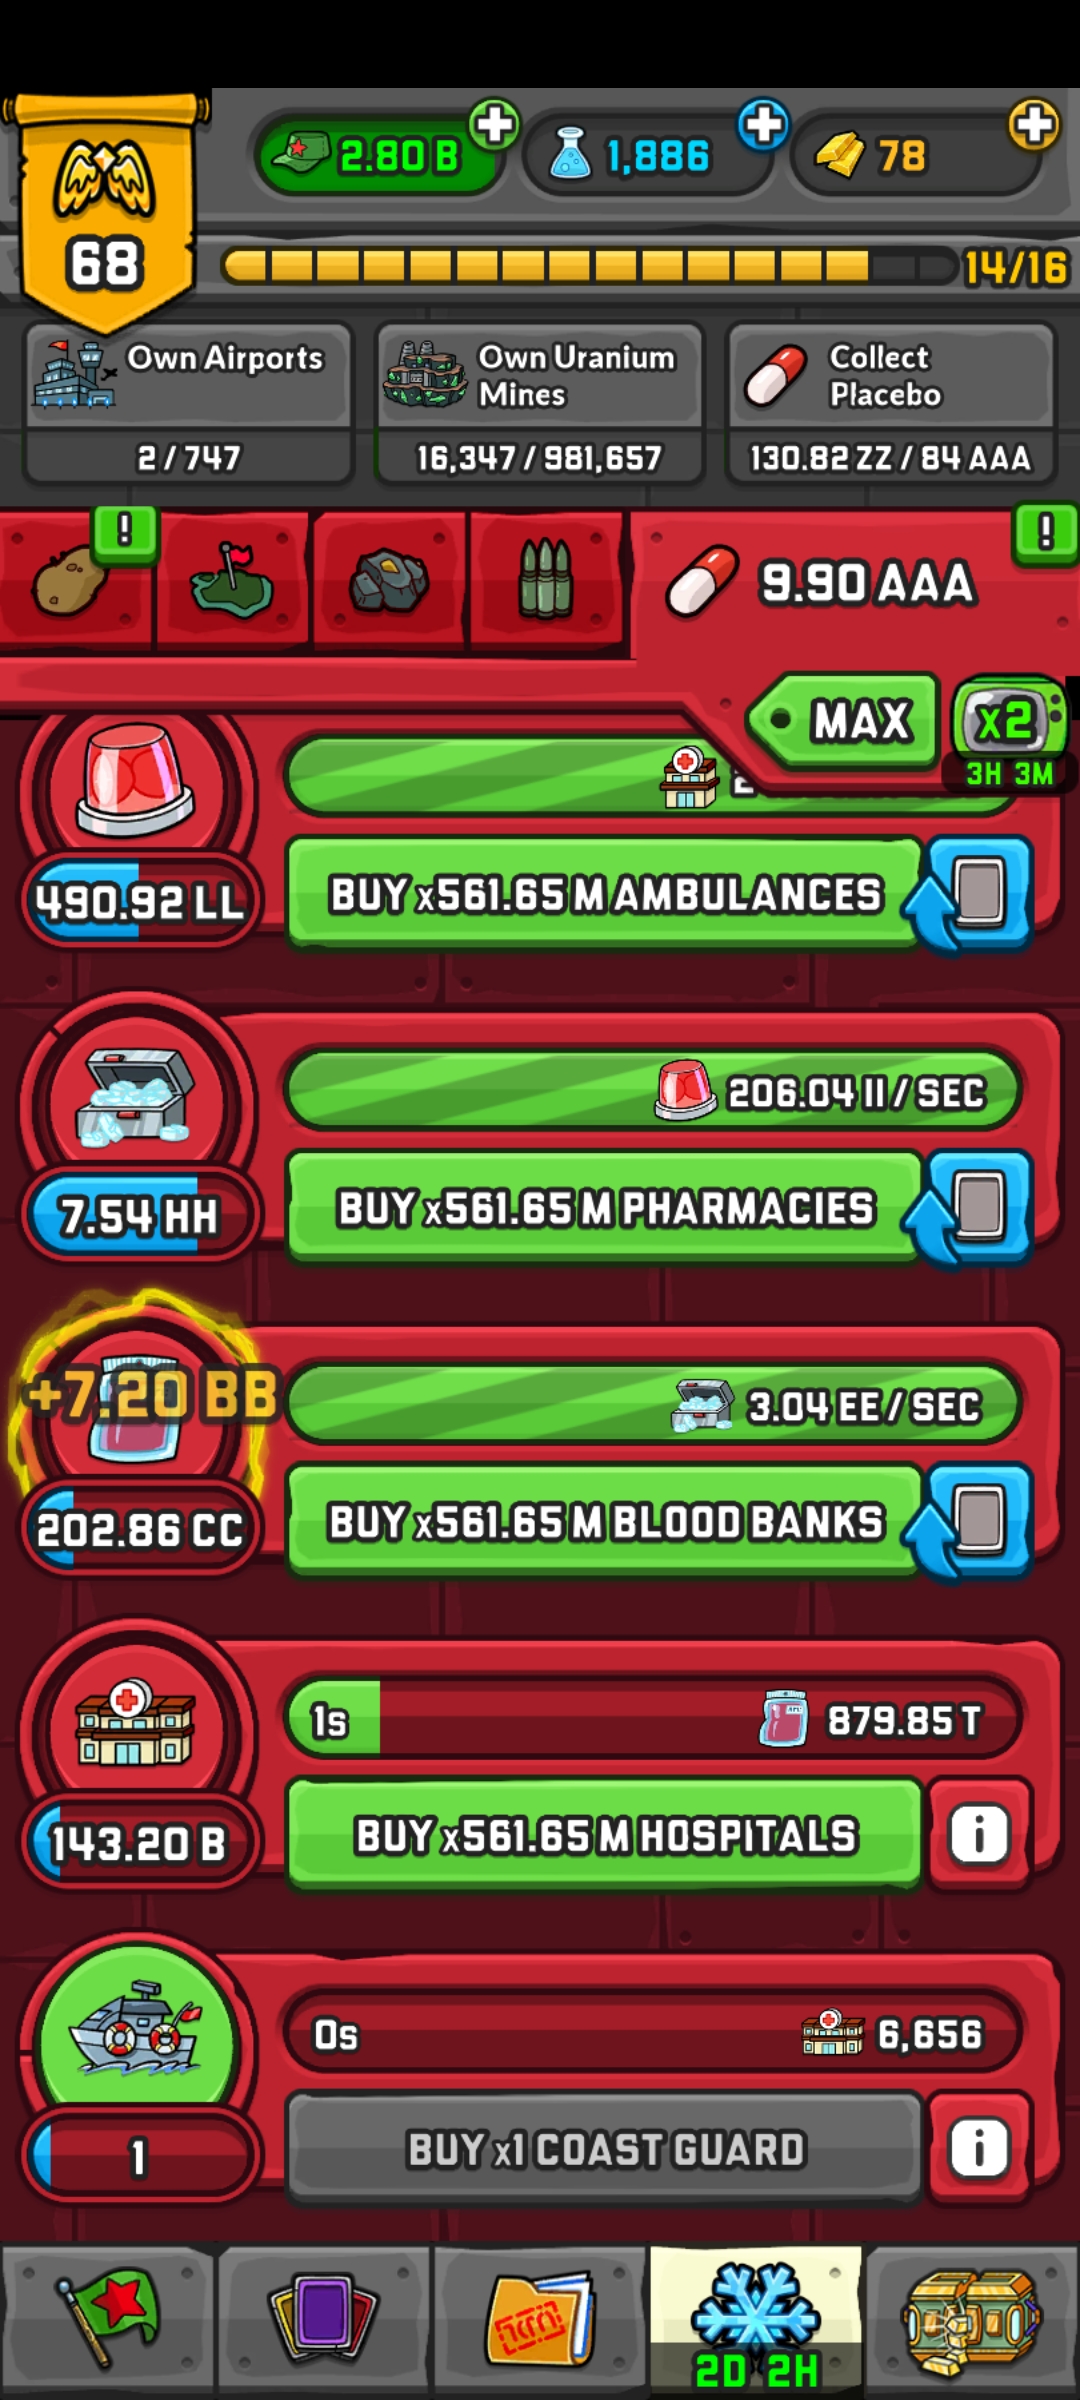 2.80 B
1,886
78
68
14/16
Own Airports
2 / 747
Own Uranium
Mines
16,347 / 981,657
Collect
Placebo
130.82 ZZ / 84 AAA
!
9.90 AAA
!
MAX
x2
3H 3M
490.92 LL
BUY x561.65 M AMBULANCES
206.04 II / SEC
7.54 HH
BUY x561.65 M PHARMACIES
+7.20 BB
3.04 EE / SEC
202.86 CC
BUY x561.65 M BLOOD BANKS
1s
879.85 T
143.20 B
BUY x561.65 M HOSPITALS
i
0s
6,656
1
BUY x1 COAST GUARD
i
2D 2H